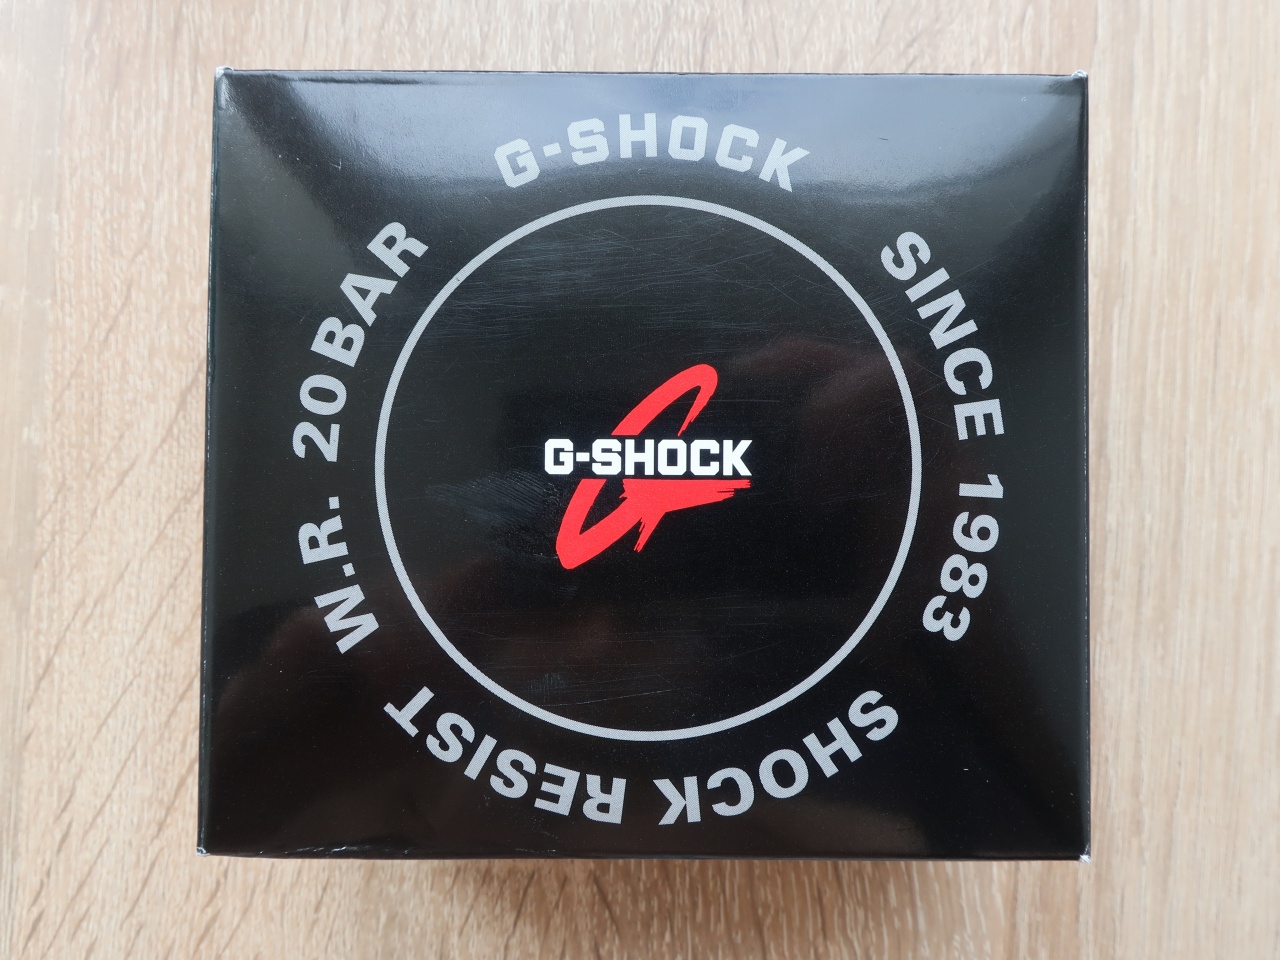 G-SHOCK
SINCE 1983
SHOCK RESIST
W.R. 20BAR
G-SHOCK